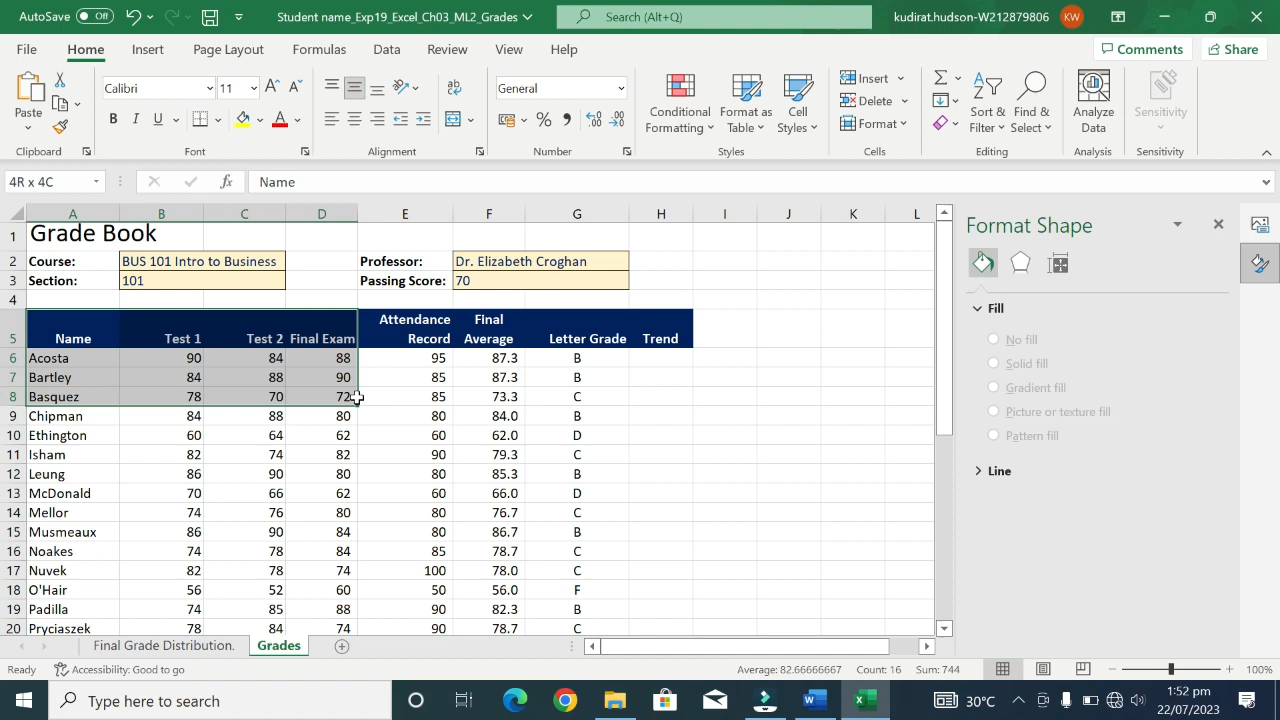 AutoSave Off Student name_Exp19_Excel_Ch03_ML2_Grades Search (Alt+Q) kudirat.hudson-W212879806 KW
File Home Insert Page Layout Formulas Data Review View Help Comments Share
Paste Calibri 11 General Conditional Formatting Format as Table Cell Styles Insert Delete Format Sort & Filter Find & Select Analyze Data Sensitivity
Clipboard Font Alignment Number Styles Cells Editing Analysis Sensitivity
4R x 4C fx Name
A B C D E F G H I J K L
1 Grade Book
2 Course: BUS 101 Intro to Business Professor: Dr. Elizabeth Croghan
3 Section: 101 Passing Score: 70
4
5 Name Test 1 Test 2 Final Exam Attendance Record Final Average Letter Grade Trend
6 Acosta 90 84 88 95 87.3 B
7 Bartley 84 88 90 85 87.3 B
8 Basquez 78 70 72 85 73.3 C
9 Chipman 84 88 80 80 84.0 B
10 Ethington 60 64 62 60 62.0 D
11 Isham 82 74 82 90 79.3 C
12 Leung 86 90 80 80 85.3 B
13 McDonald 70 66 62 60 66.0 D
14 Mellor 74 76 80 80 76.7 C
15 Musmeaux 86 90 84 80 86.7 B
16 Noakes 74 78 84 85 78.7 C
17 Nuvek 82 78 74 100 78.0 C
18 O'Hair 56 52 60 50 56.0 F
19 Padilla 74 85 88 90 82.3 B
20 Pryciaszek 78 84 74 90 78.7 C
Format Shape
Fill
No fill
Solid fill
Gradient fill
Picture or texture fill
Pattern fill
Line
Final Grade Distribution. Grades
Ready Accessibility: Good to go Average: 82.66666667 Count: 16 Sum: 744 100%
Type here to search 30°C 1:52 pm
22/07/2023